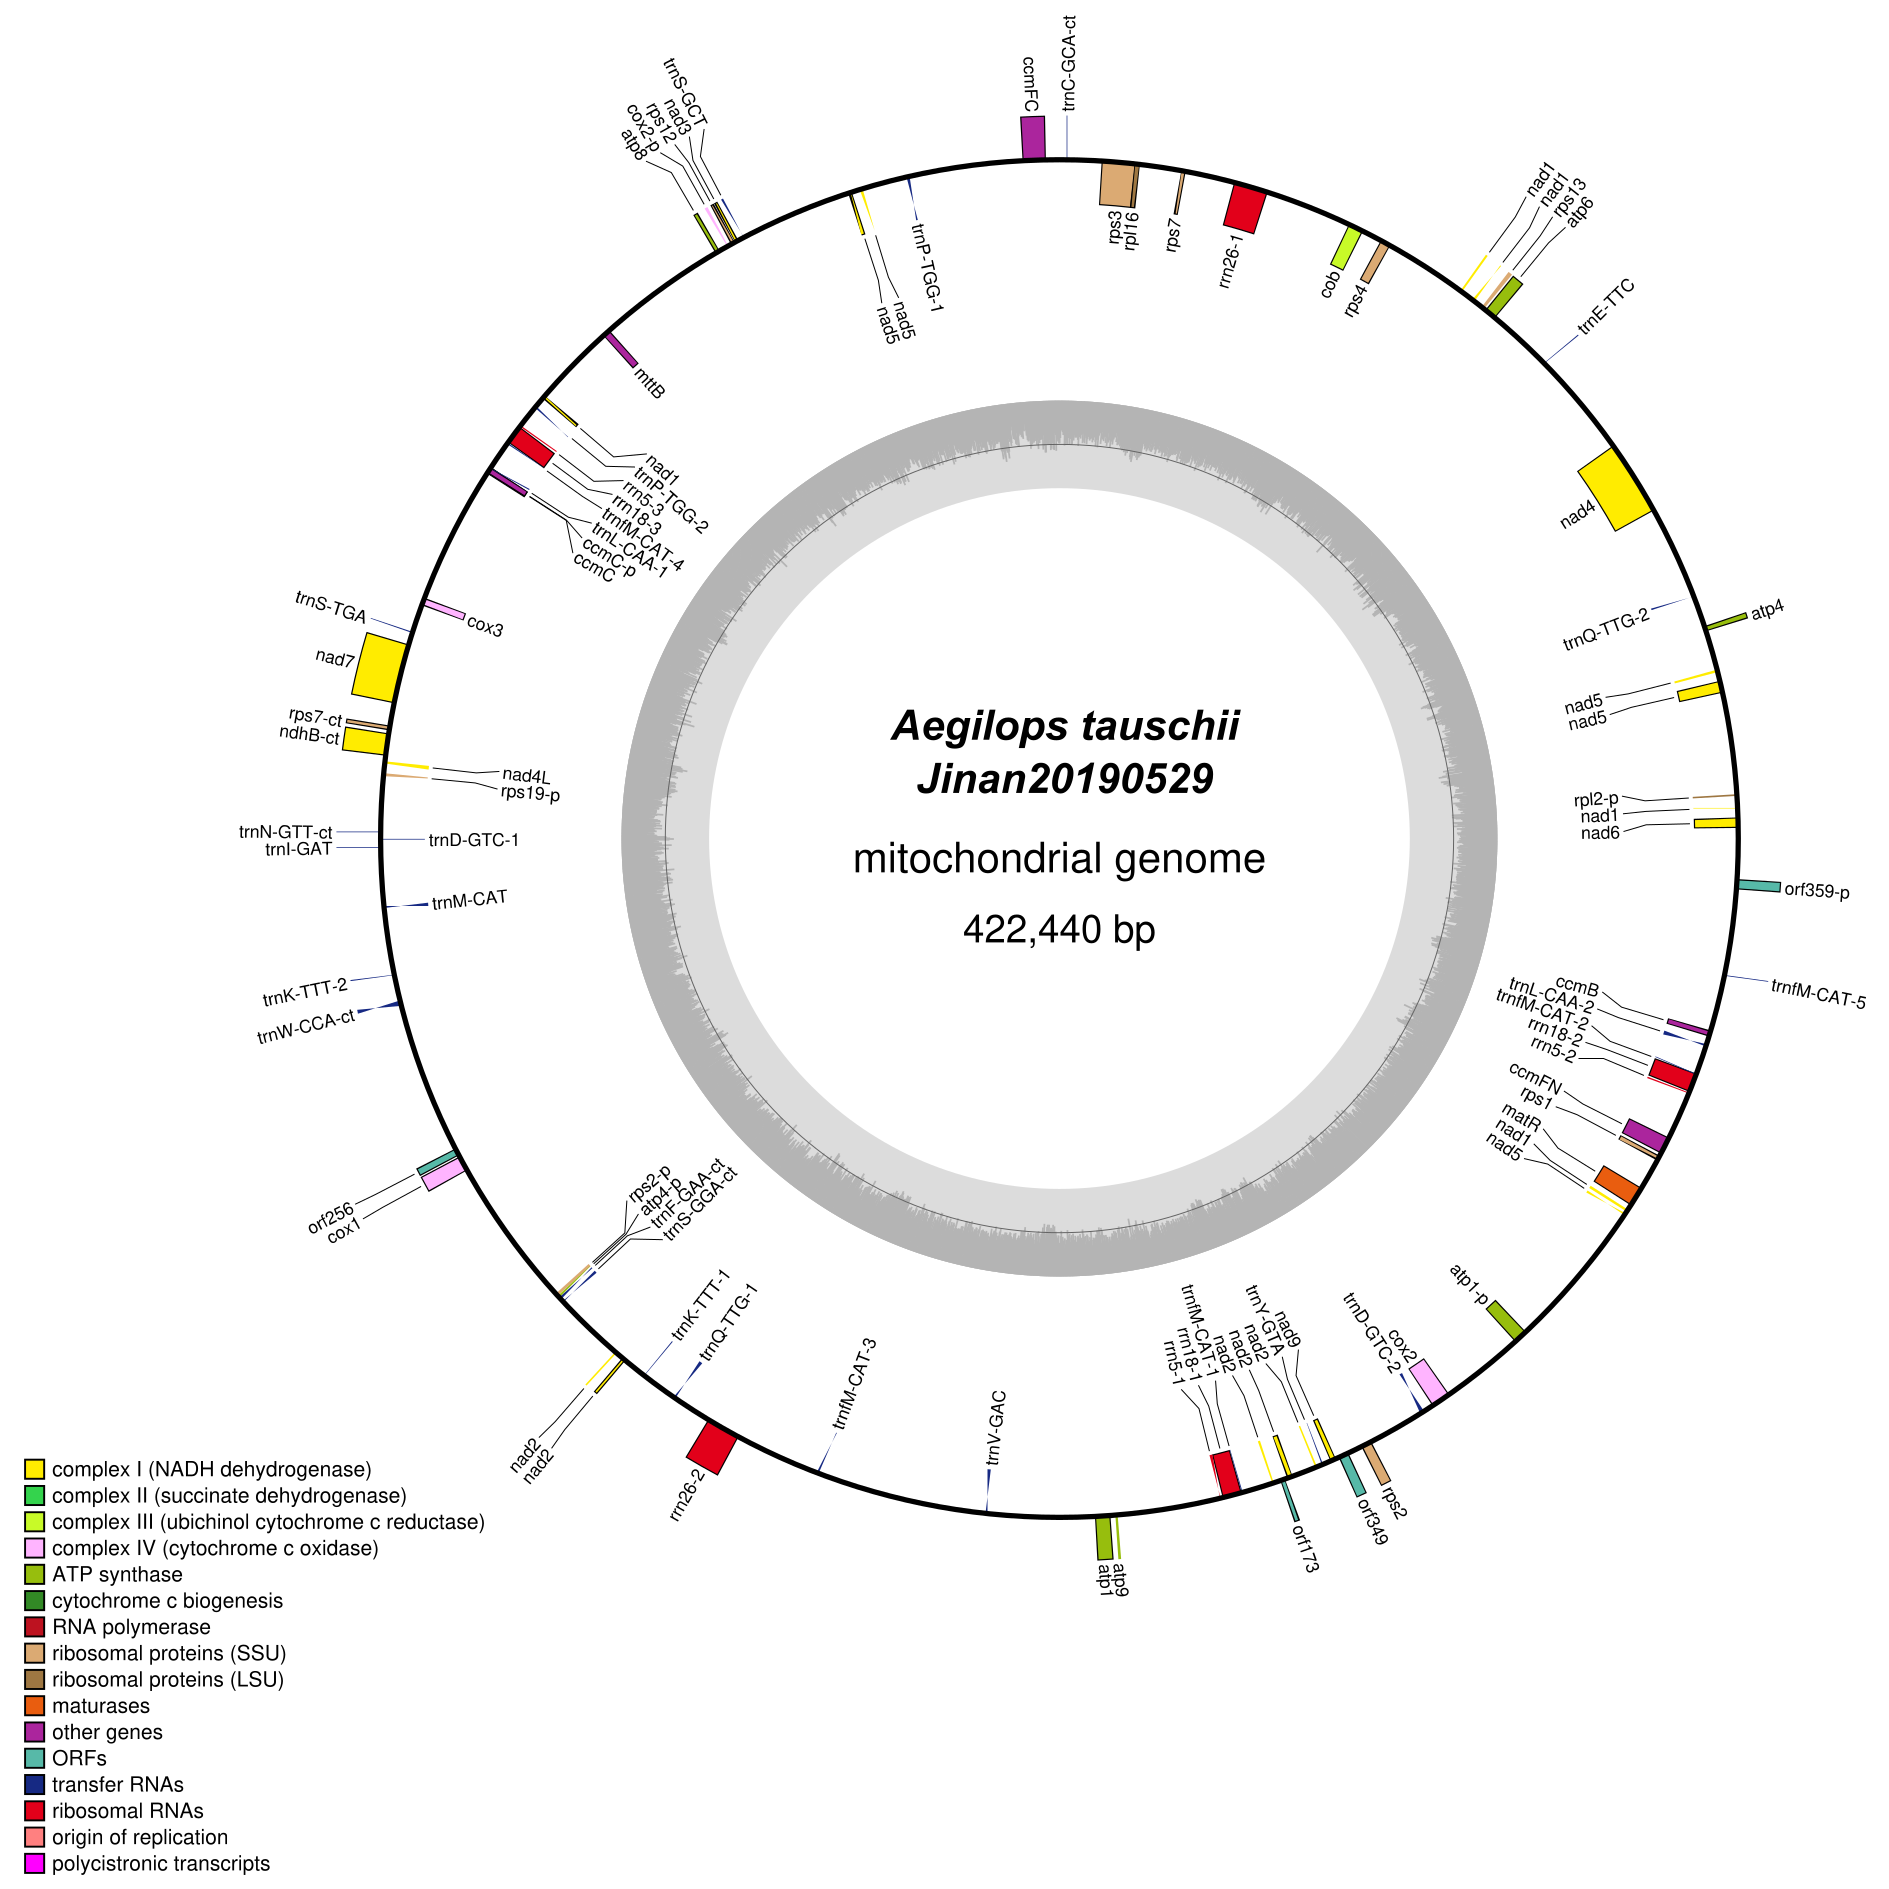 Aegilops tauschii
Jinan20190529
mitochondrial genome
422,440 bp
trnC-GCA-ct
rps3
rpl16
rps7
rrn26-1
cob
rps4
nad1
nad1
rps13
atp6
trnE-TTC
nad4
trnQ-TTG-2
atp4
nad5
nad5
rpl2-p
nad1
nad6
orf359-p
trnfM-CAT-5
ccmB
trnL-CAA-2
trnfM-CAT-2
rrn18-2
rrn5-2
ccmFN
rps1
matR
nad1
nad5
atp1-p
cox2
trnD-GTC-2
rps2
orf349
nad9
trnY-GTA
nad2
nad2
nad2
orf173
trnfM-CAT-1
rrn18-1
rrn5-1
atp9
atp1
trnV-GAC
trnfM-CAT-3
rrn26-2
trnQ-TTG-1
trnK-TTT-1
nad2
nad2
trnS-GGA-ct
trnF-GAA-ct
atp4-p
rps2-p
cox1
orf256
trnW-CCA-ct
trnK-TTT-2
trnM-CAT
trnI-GAT
trnD-GTC-1
trnN-GTT-ct
rps19-p
nad4L
ndhB-ct
rps7-ct
nad7
trnS-TGA
cox3
ccmC
ccmC-p
trnL-CAA-1
trnfM-CAT-4
rrn18-3
rrn5-3
trnP-TGG-2
nad1
mttB
atp8
cox2-p
rps12
nad3
trnS-GCT
nad5
nad5
trnP-TGG-1
ccmFC
complex I (NADH dehydrogenase)
complex II (succinate dehydrogenase)
complex III (ubichinol cytochrome c reductase)
complex IV (cytochrome c oxidase)
ATP synthase
cytochrome c biogenesis
RNA polymerase
ribosomal proteins (SSU)
ribosomal proteins (LSU)
maturases
other genes
ORFs
transfer RNAs
ribosomal RNAs
origin of replication
polycistronic transcripts